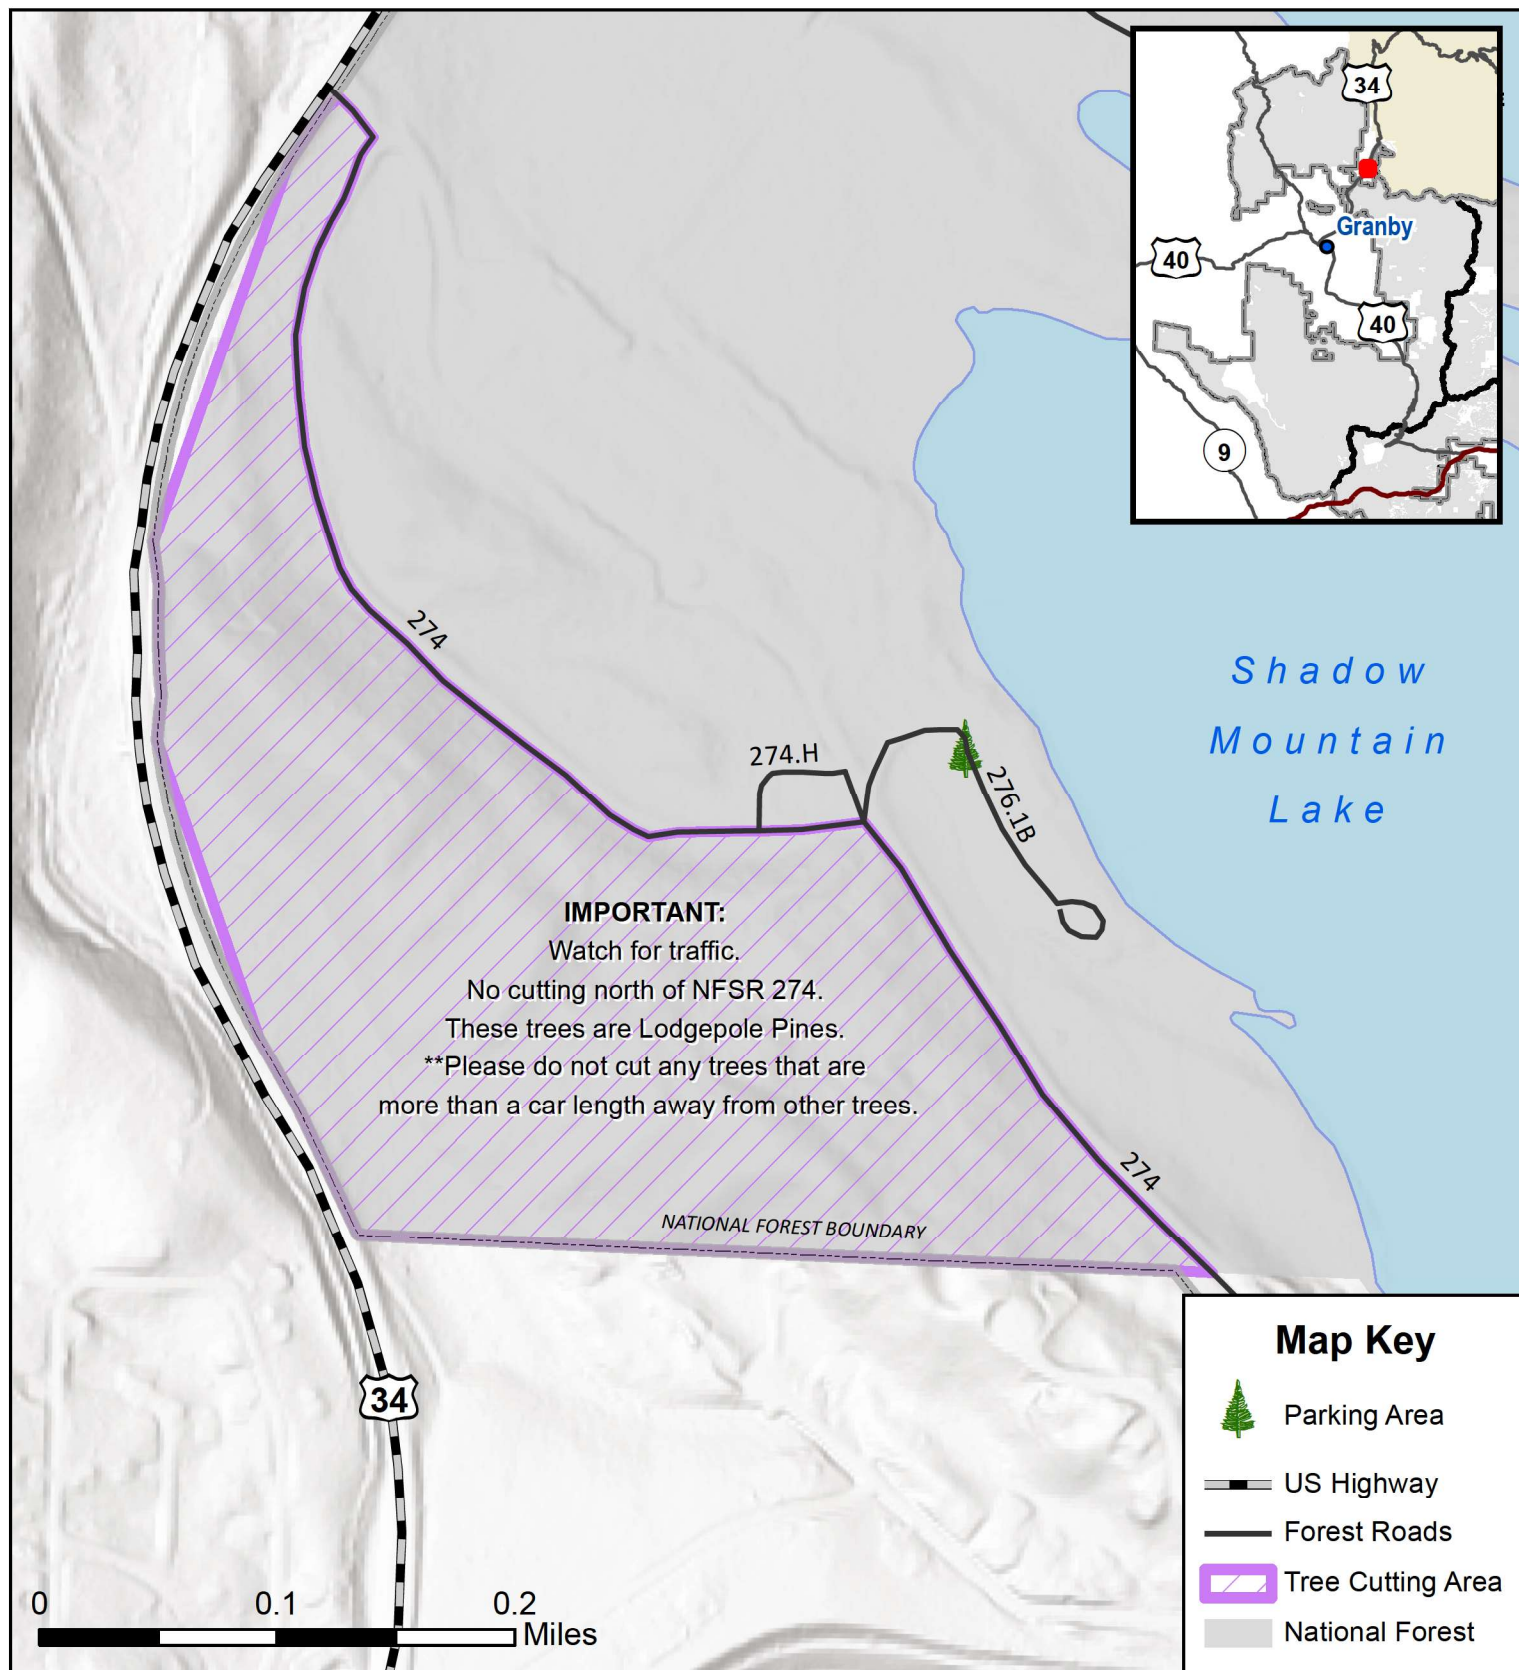 34
Granby
40
40
9
274
274.H
276.1B
Shadow
Mountain
Lake
IMPORTANT:
Watch for traffic.
No cutting north of NFSR 274.
These trees are Lodgepole Pines.
**Please do not cut any trees that are
more than a car length away from other trees.
274
NATIONAL FOREST BOUNDARY
34
Map Key
Parking Area
US Highway
Forest Roads
Tree Cutting Area
National Forest
0 0.1 0.2
Miles